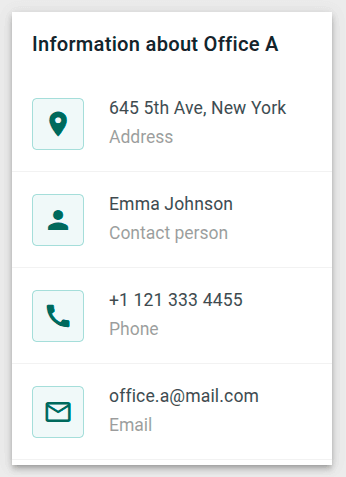 Information about Office A
645 5th Ave, New York
Address
Emma Johnson
Contact person
+1 121 333 4455
Phone
office.a@mail.com
Email